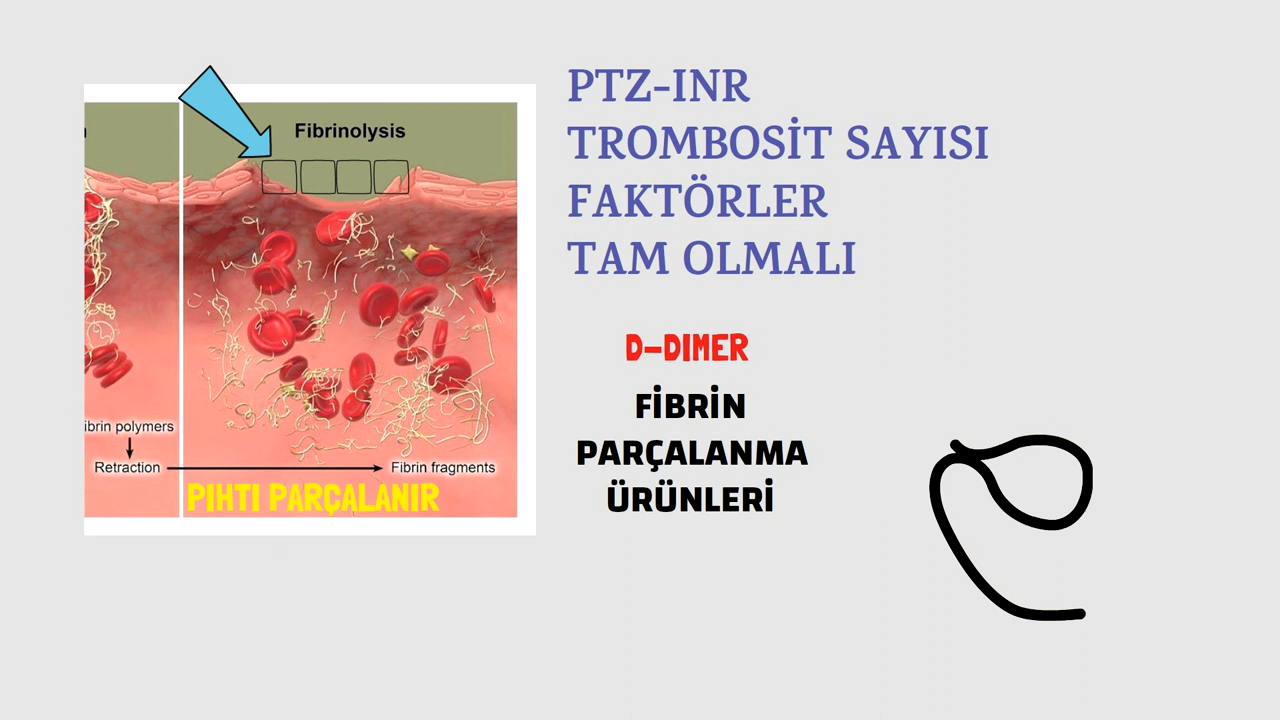 Fibrinolysis
ibrin polymers
Retraction
Fibrin fragments
PIHTI PARÇALANIR
PTZ-INR
TROMBOSİT SAYISI
FAKTÖRLER
TAM OLMALI
D-DIMER
FİBRİN
PARÇALANMA
ÜRÜNLERİ